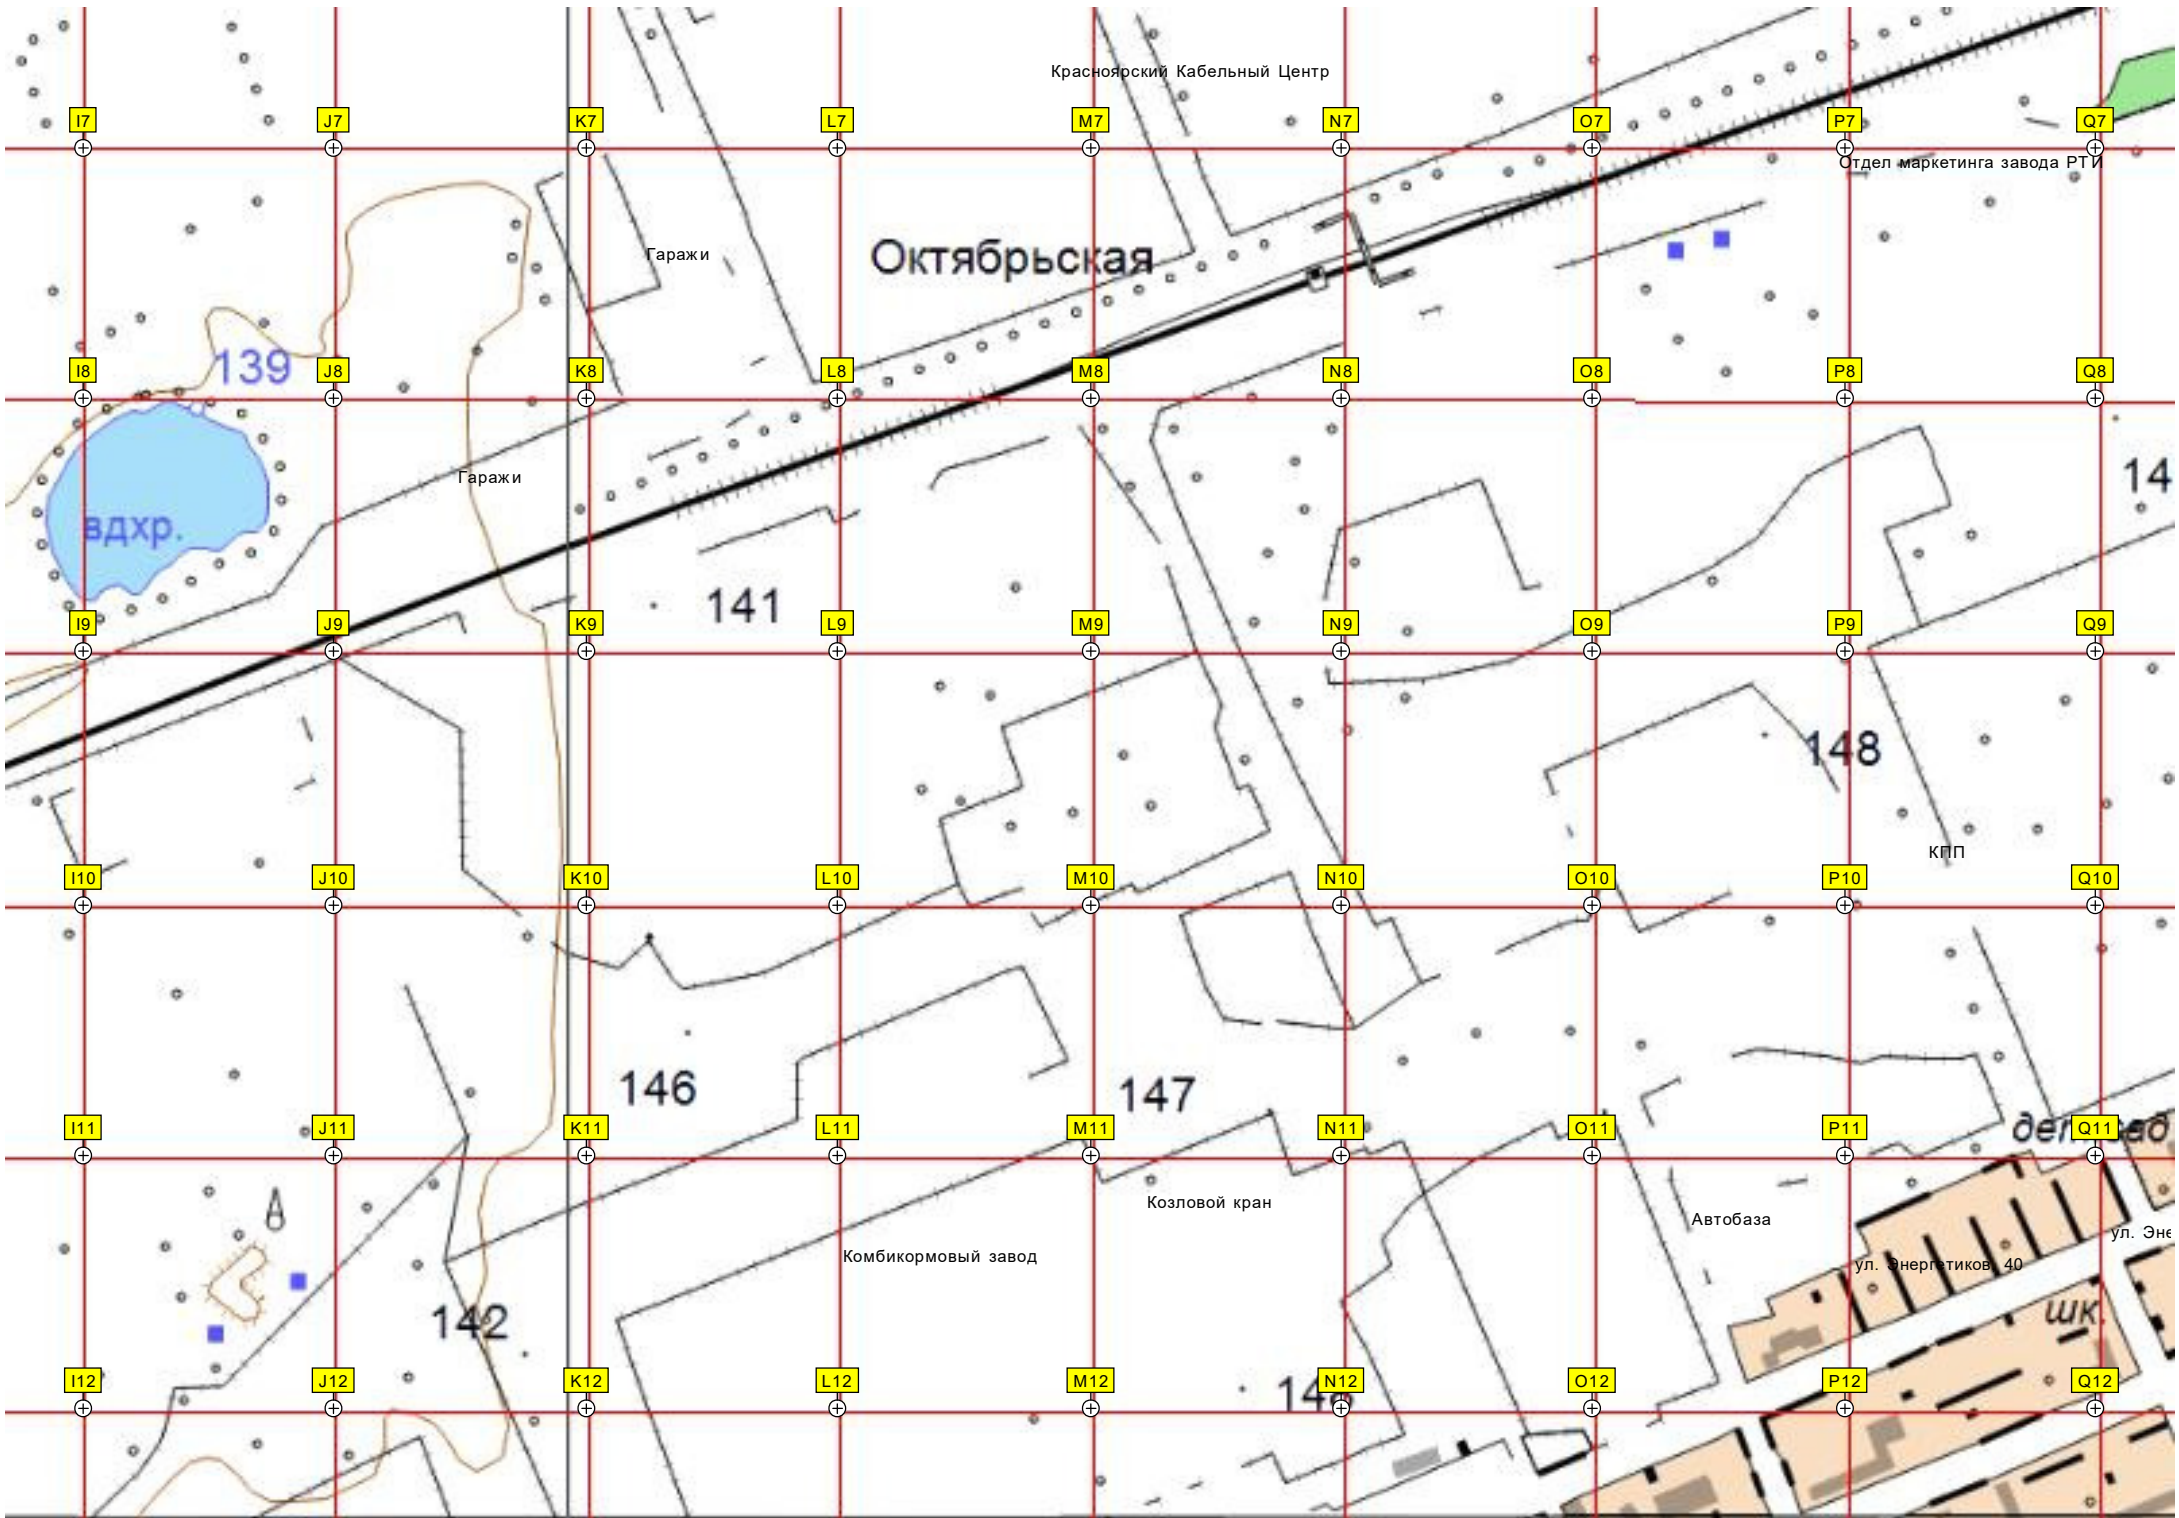 Красноярский Кабельный Центр
I7 J7 K7 L7 M7 N7 O7 P7 Q7
Отдел маркетинга завода РТИ
Гаражи
Октябрьская
139
I8 J8 K8 L8 M8 N8 O8 P8 Q8
Гаражи
14
вдхр.
141
I9 J9 K9 L9 M9 N9 O9 P9 Q9
148
КПП
I10 J10 K10 L10 M10 N10 O10 P10 Q10
146
147
I11 J11 K11 L11 M11 N11 O11 P11 Q11
Козловой кран
Автобаза
ул. Эне
Комбикормовый завод
ул. Энергетиков, 40
142
шк.
I12 J12 K12 L12 M12 N12 O12 P12 Q12